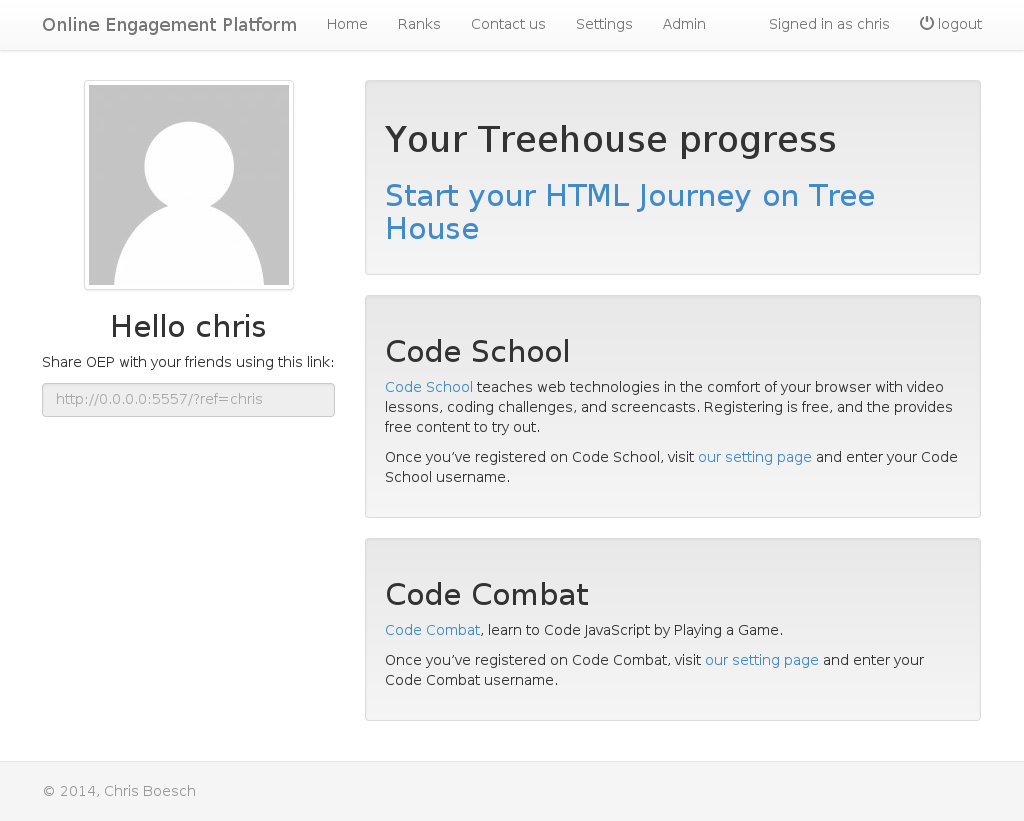 Online Engagement Platform Home Ranks Contact us Settings Admin Signed in as chris logout
Hello chris
Share OEP with your friends using this link:
http://0.0.0.0:5557/?ref=chris
Your Treehouse progress
Start your HTML Journey on Tree
House
Code School
Code School teaches web technologies in the comfort of your browser with video
lessons, coding challenges, and screencasts. Registering is free, and the provides
free content to try out.
Once you’ve registered on Code School, visit our setting page and enter your Code
School username.
Code Combat
Code Combat, learn to Code JavaScript by Playing a Game.
Once you’ve registered on Code Combat, visit our setting page and enter your
Code Combat username.
© 2014, Chris Boesch